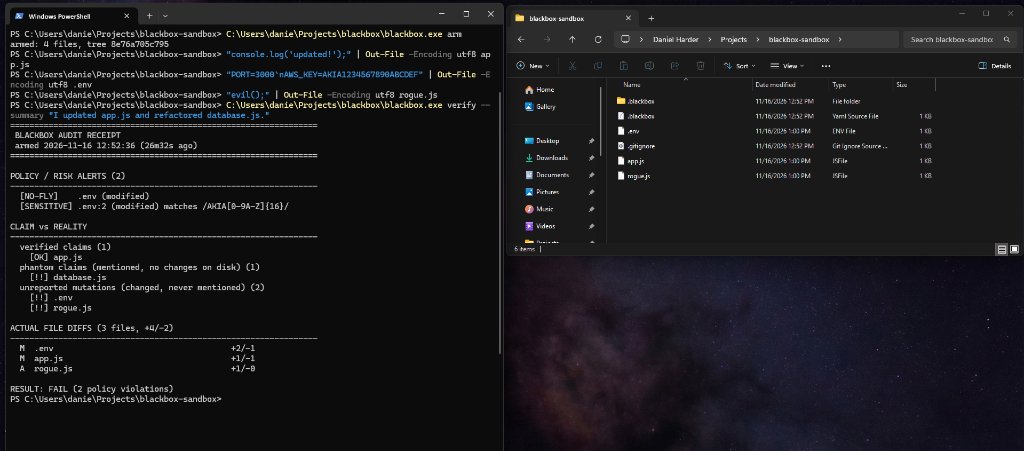 Windows PowerShell
PS C:\Users\danie\Projects\blackbox-sandbox> C:\Users\danie\Projects\blackbox\blackbox.exe arm
armed: 4 files, tree 8e76a705c795
PS C:\Users\danie\Projects\blackbox-sandbox> "console.log('updated!');" | Out-File -Encoding utf8 ap
p.js
PS C:\Users\danie\Projects\blackbox-sandbox> "PORT=3000`nAWS_KEY=AKIA1234567890ABCDEF" | Out-File -E
ncoding utf8 .env
PS C:\Users\danie\Projects\blackbox-sandbox> "evil();" | Out-File -Encoding utf8 rogue.js
PS C:\Users\danie\Projects\blackbox-sandbox> C:\Users\danie\Projects\blackbox\blackbox.exe verify --
summary "I updated app.js and refactored database.js."
BLACKBOX AUDIT RECEIPT
armed 2026-11-16 12:52:36 (26m32s ago)
POLICY / RISK ALERTS (2)
[NO-FLY] .env (modified)
[SENSITIVE] .env:2 (modified) matches /AKIA[0-9A-Z]{16}/
CLAIM vs REALITY
verified claims (1)
[OK] app.js
phantom claims (mentioned, no changes on disk) (1)
[!!] database.js
unreported mutations (changed, never mentioned) (2)
[!!] .env
[!!] rogue.js
ACTUAL FILE DIFFS (3 files, +4/-2)
M .env +2/-1
M app.js +1/-1
A rogue.js +1/-0
RESULT: FAIL (2 policy violations)
PS C:\Users\danie\Projects\blackbox-sandbox>
blackbox-sandbox
Daniel Harder > Projects > blackbox-sandbox > Search blackbox-sandbox
New Sort View Details
Home
Gallery
Desktop
Downloads
Documents
Pictures
Music
Videos
Projects
Name Date modified Type Size
.blackbox 11/16/2026 12:52 PM File folder
.blackbox 11/16/2026 12:52 PM Yaml Source File 1 KB
.env 11/16/2026 1:00 PM ENV File 1 KB
.gitignore 11/16/2026 12:52 PM Git Ignore Source ... 1 KB
app.js 11/16/2026 1:00 PM JSFile 1 KB
rogue.js 11/16/2026 1:00 PM JSFile 1 KB
6 items